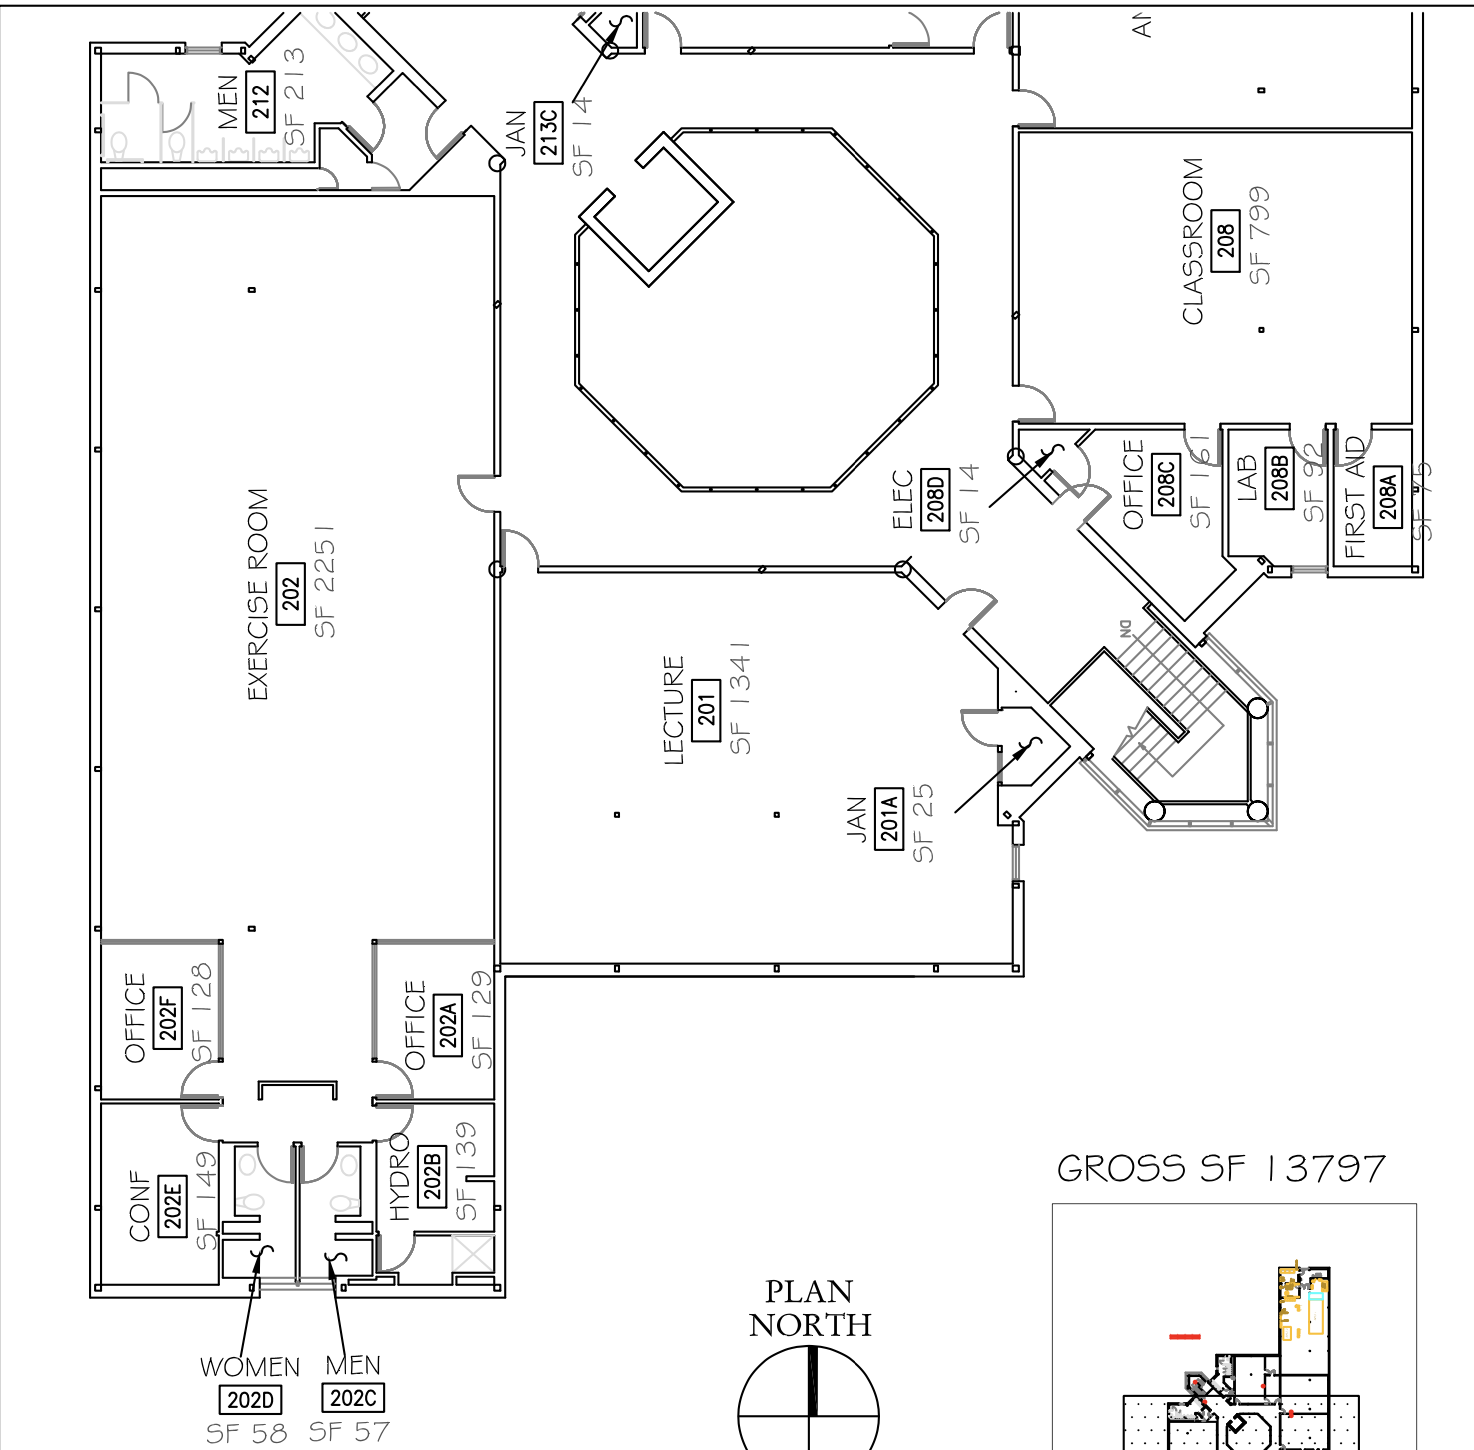 MEN
212
SF 213
JAN
213C
SF 14
CLASSROOM
208
SF 799
EXERCISE ROOM
202
SF 2251
ELEC
208D
SF 14
OFFICE
208C
SF 161
LAB
208B
SF 92
FIRST AID
208A
SF 75
DN
LECTURE
201
SF 1341
JAN
201A
SF 25
OFFICE
202F
SF 128
OFFICE
202A
SF 129
CONF
202E
SF 149
HYDRO
202B
SF 139
WOMEN
202D
SF 58
MEN
202C
SF 57
PLAN
NORTH
GROSS SF 13797